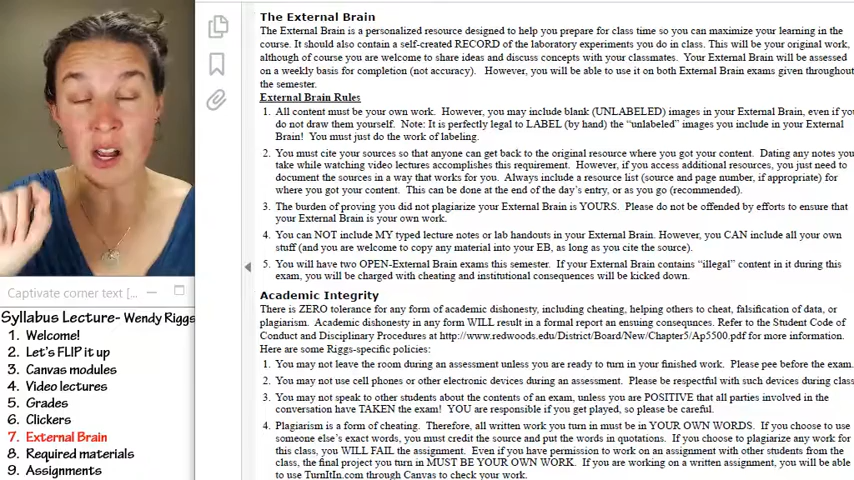 The External Brain
The External Brain is a personalized resource designed to help you prepare for class time so you can maximize your learning in the
course. It should also contain a self-created RECORD of the laboratory experiments you do in class. This will be your original work,
although of course you are welcome to share ideas and discuss concepts with your classmates. Your External Brain will be assessed
on a weekly basis for completion (not accuracy). However, you will be able to use it on both External Brain exams given throughout
the semester.
External Brain Rules
1. All content must be your own work. However, you may include blank (UNLABELED) images in your External Brain, even if you
do not draw them yourself. Note: It is perfectly legal to LABEL (by hand) the "unlabeled" images you include in your External
Brain! You must just do the work of labeling.
2. You must cite your sources so that anyone can get back to the original resource where you got your content. Dating any notes you
take while watching video lectures accomplishes this requirement. However, if you access additional resources, you just need to
document the sources in a way that works for you. Always include a resource list (source and page number, if appropriate) for
where you got your content. This can be done at the end of the day's entry, or as you go (recommended).
3. The burden of proving you did not plagiarize your External Brain is YOURS. Please do not be offended by efforts to ensure that
your External Brain is your own work.
4. You can NOT include MY typed lecture notes or lab handouts in your External Brain. However, you CAN include all your own
stuff (and you are welcome to copy any material into your EB, as long as you cite the source).
5. You will have two OPEN-External Brain exams this semester. If your External Brain contains "illegal" content in it during this
exam, you will be charged with cheating and institutional consequences will be kicked down.
Academic Integrity
There is ZERO tolerance for any form of academic dishonesty, including cheating, helping others to cheat, falsification of data, or
plagiarism. Academic dishonesty in any form WILL result in a formal report an ensuing consequnces. Refer to the Student Code of
Conduct and Disciplinary Procedures at http://www.redwoods.edu/District/Board/New/Chapter5/Ap5500.pdf for more information.
Here are some Riggs-specific policies:
1. You may not leave the room during an assessment unless you are ready to turn in your finished work. Please pee before the exam.
2. You may not use cell phones or other electronic devices during an assessment. Please be respectful with such devices during class
3. You may not speak to other students about the contents of an exam, unless you are POSITIVE that all parties involved in the
conversation have TAKEN the exam! YOU are responsible if you get played, so please be careful.
4. Plagiarism is a form of cheating. Therefore, all written work you turn in must be in YOUR OWN WORDS. If you choose to use
someone else's exact words, you must credit the source and put the words in quotations. If you choose to plagiarize any work for
this class, you WILL FAIL the assignment. Even if you have permission to work on an assignment with other students from the
class, the final project you turn in MUST BE YOUR OWN WORK. If you are working on a written assignment, you will be able
to use TurnItIn.com through Canvas to check your work.
Captivate corner text [...
Syllabus Lecture- Wendy Riggs
1. Welcome!
2. Let's FLIP it up
3. Canvas modules
4. Video lectures
5. Grades
6. Clickers
7. External Brain
8. Required materials
9. Assignments